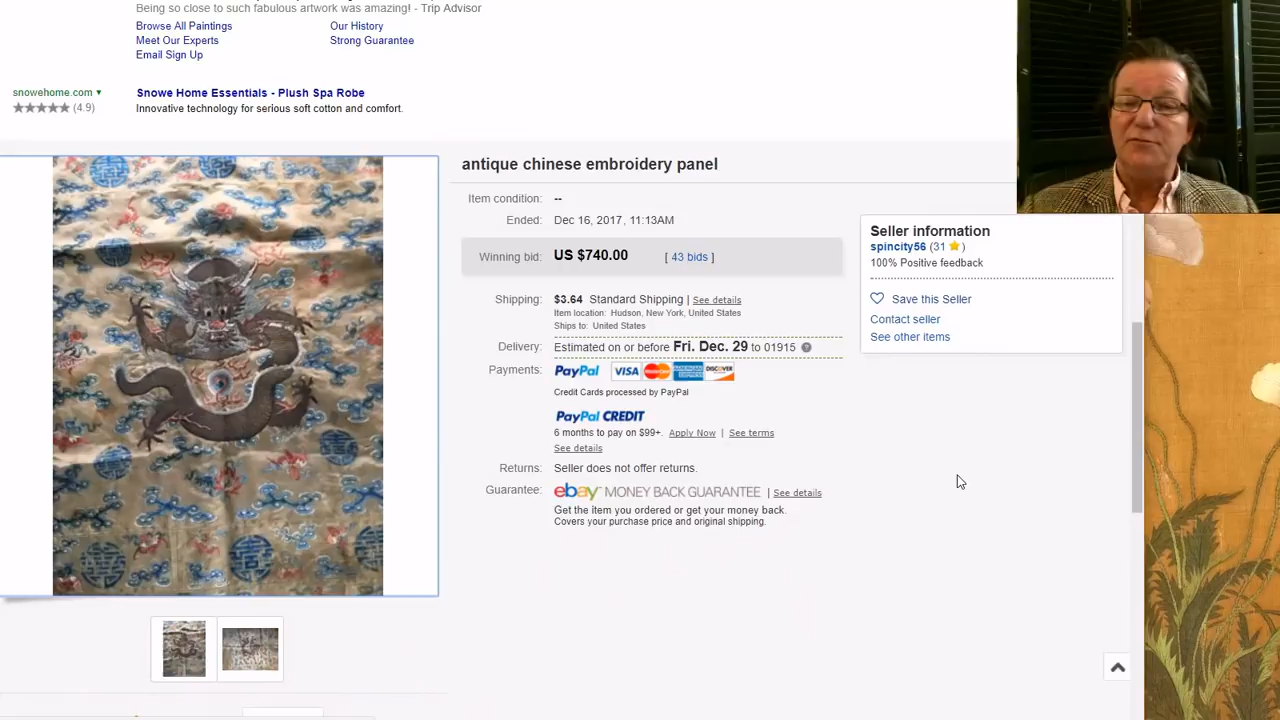 Being so close to such fabulous artwork was amazing! - Trip Advisor
Browse All Paintings
Our History
Meet Our Experts
Strong Guarantee
Email Sign Up
snowehome.com
Snowe Home Essentials - Plush Spa Robe
(4.9)
Innovative technology for serious soft cotton and comfort.
antique chinese embroidery panel
Item condition: --
Ended: Dec 16, 2017, 11:13AM
Winning bid: US $740.00 [ 43 bids ]
Shipping: $3.64 Standard Shipping | See details
Item location: Hudson, New York, United States
Ships to: United States
Delivery: Estimated on or before Fri. Dec. 29 to 01915
Payments: PayPal VISA MasterCard AMERICAN EXPRESS DISCOVER
Credit Cards processed by PayPal
PayPal CREDIT
6 months to pay on $99+. Apply Now | See terms
See details
Returns: Seller does not offer returns.
Guarantee: ebay MONEY BACK GUARANTEE | See details
Get the item you ordered or get your money back.
Covers your purchase price and original shipping.
Seller information
spincity56 (31)
100% Positive feedback
Save this Seller
Contact seller
See other items